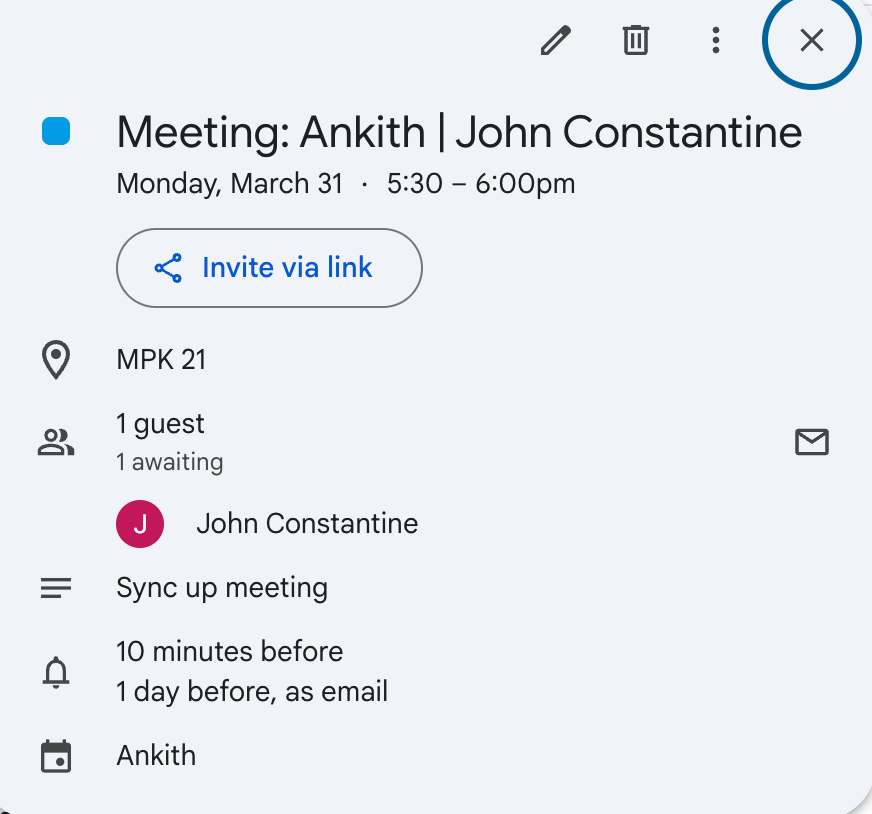 Meeting: Ankith | John Constantine
Monday, March 31 · 5:30 – 6:00pm
Invite via link
MPK 21
1 guest
1 awaiting
J John Constantine
Sync up meeting
10 minutes before
1 day before, as email
Ankith